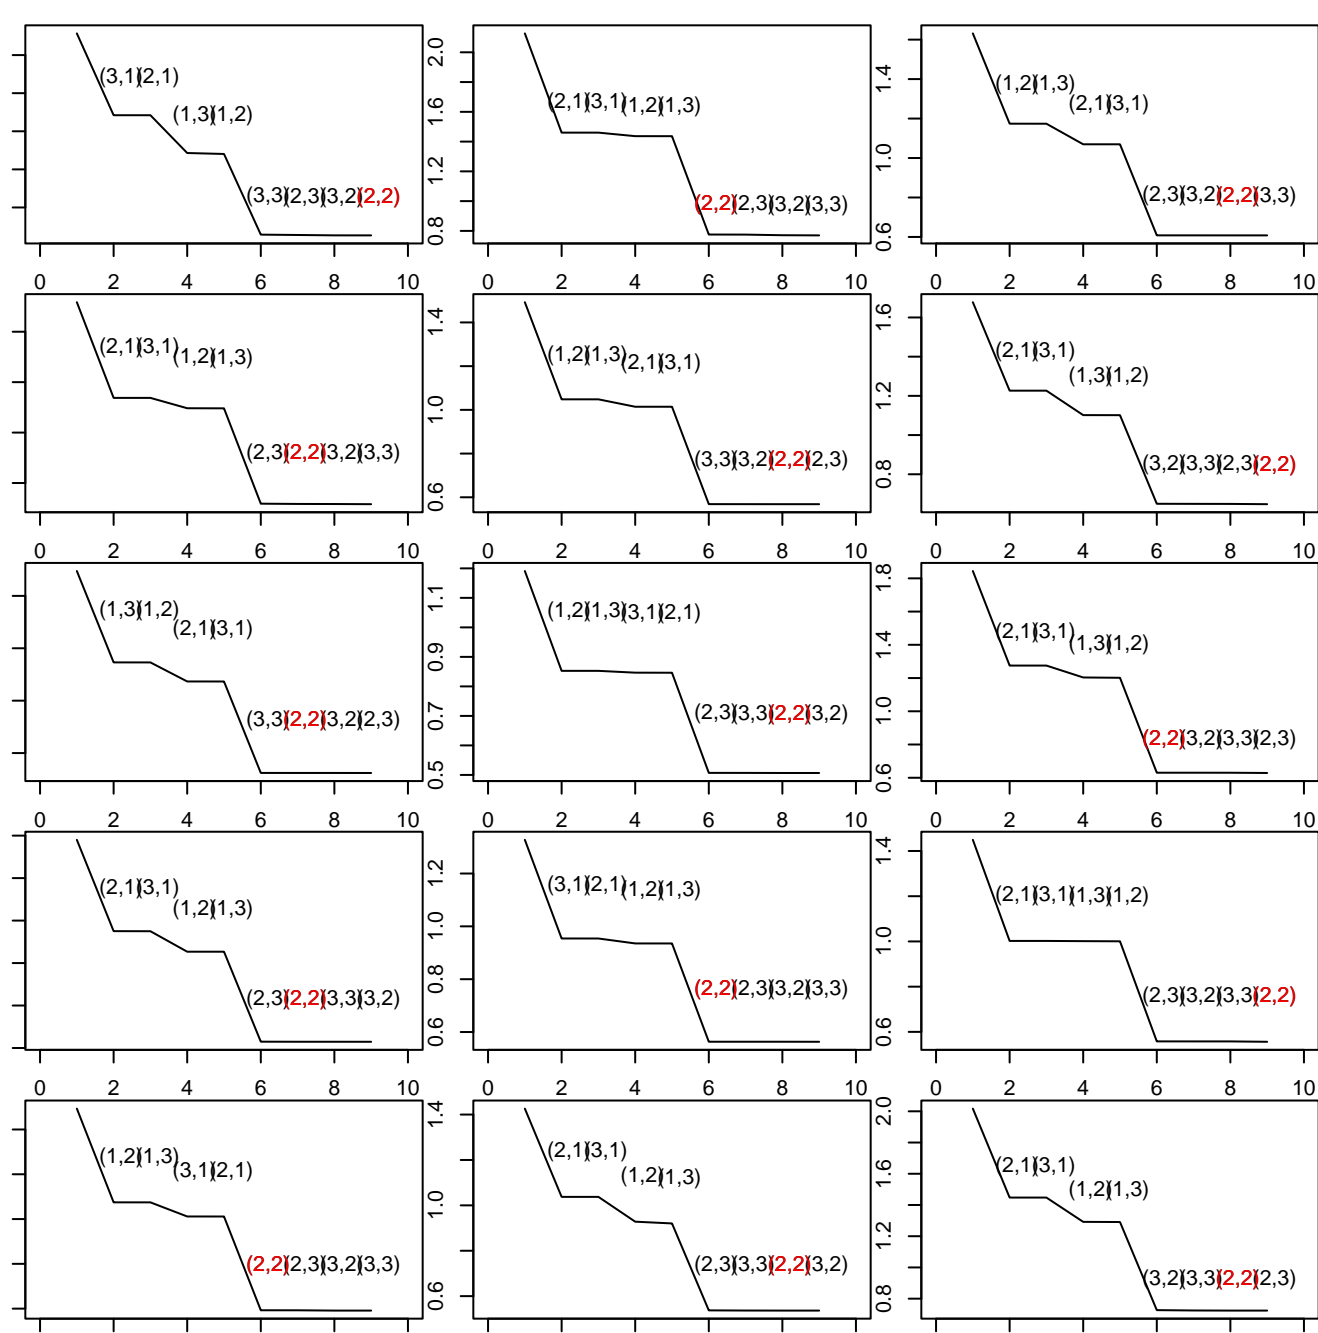 (3,1)(2,1)
(1,3)(1,2)
(3,3)(2,3)(3,2)(2,2)
0.8 1.2 1.6 2.0
(2,1)(3,1)(1,2)(1,3)
(2,2)(2,3)(3,2)(3,3)
0.6 1.0 1.4
(1,2)(1,3)
(2,1)(3,1)
(2,3)(3,2)(2,2)(3,3)
0 2 4 6 8 10
0 2 4 6 8 10
0 2 4 6 8 10
(2,1)(3,1)
(1,2)(1,3)
(2,3)(2,2)(3,2)(3,3)
0.6 1.0 1.4
(1,2)(1,3)
(2,1)(3,1)
(3,3)(3,2)(2,2)(2,3)
0.8 1.2 1.6
(2,1)(3,1)
(1,3)(1,2)
(3,2)(3,3)(2,3)(2,2)
0 2 4 6 8 10
0 2 4 6 8 10
0 2 4 6 8 10
(1,3)(1,2)
(2,1)(3,1)
(3,3)(2,2)(3,2)(2,3)
0.5 0.7 0.9 1.1
(1,2)(1,3)(3,1)(2,1)
(2,3)(3,3)(2,2)(3,2)
0.6 1.0 1.4 1.8
(2,1)(3,1)
(1,3)(1,2)
(2,2)(3,2)(3,3)(2,3)
0 2 4 6 8 10
0 2 4 6 8 10
0 2 4 6 8 10
(2,1)(3,1)
(1,2)(1,3)
(2,3)(2,2)(3,3)(3,2)
0.6 0.8 1.0 1.2
(3,1)(2,1)(1,2)(1,3)
(2,2)(2,3)(3,2)(3,3)
0.6 1.0 1.4
(2,1)(3,1)(1,3)(1,2)
(2,3)(3,2)(3,3)(2,2)
0 2 4 6 8 10
0 2 4 6 8 10
0 2 4 6 8 10
(1,2)(1,3)
(3,1)(2,1)
(2,2)(2,3)(3,2)(3,3)
0.6 1.0 1.4
(2,1)(3,1)
(1,2)(1,3)
(2,3)(3,3)(2,2)(3,2)
0.8 1.2 1.6 2.0
(2,1)(3,1)
(1,2)(1,3)
(3,2)(3,3)(2,2)(2,3)